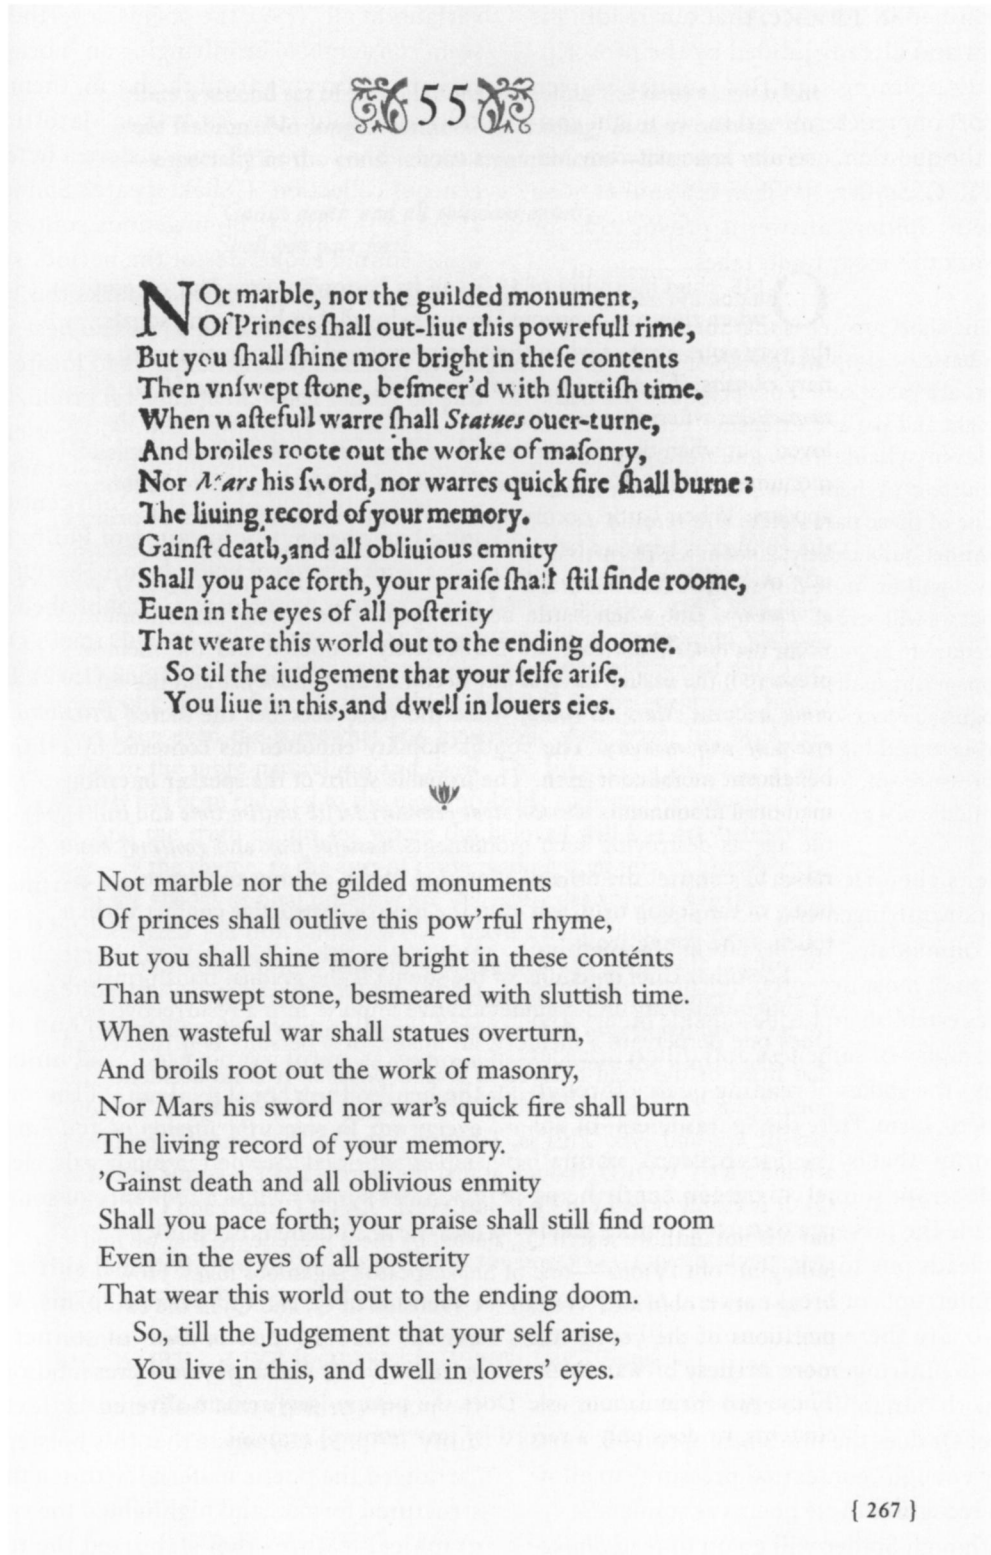 55
NOt marble, nor the guilded monument,
Of Princes ſhall out-liue this powrefull rime,
But you ſhall ſhine more bright in theſe contents
Then vnſwept ſtone, beſmeer'd with ſluttiſh time.
When waſtefull warre ſhall Statues ouer-turne,
And broiles roote out the worke of maſonry,
Nor Mars his ſword, nor warres quick fire ſhall burne:
The liuing record of your memory.
Gainſt death,and all obliuious emnity
Shall you pace forth, your praiſe ſhall ſtil finde roome,
Euen in the eyes of all poſterity
That weare this world out to the ending doome.
So til the iudgement that your ſelfe ariſe,
You liue in this,and dwell in louers eies.
Not marble nor the gilded monuments
Of princes shall outlive this pow'rful rhyme,
But you shall shine more bright in these conténts
Than unswept stone, besmeared with sluttish time.
When wasteful war shall statues overturn,
And broils root out the work of masonry,
Nor Mars his sword nor war's quick fire shall burn
The living record of your memory.
'Gainst death and all oblivious enmity
Shall you pace forth; your praise shall still find room
Even in the eyes of all posterity
That wear this world out to the ending doom.
So, till the Judgement that your self arise,
You live in this, and dwell in lovers' eyes.
{ 267 }